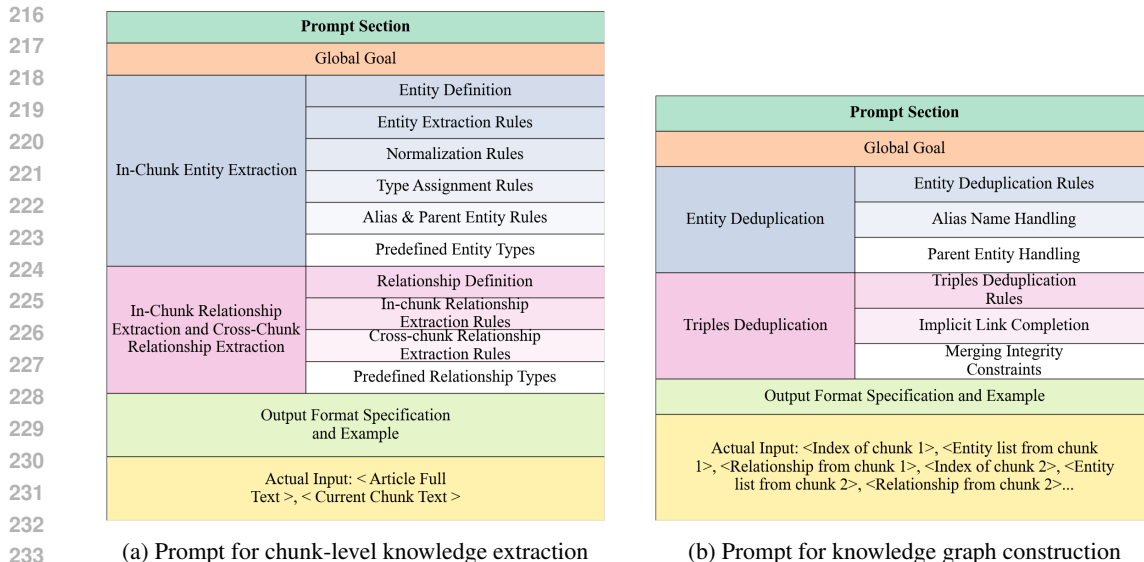 216
217
218
219
220
221
222
223
224
225
226
227
228
229
230
231
232
233
Prompt Section
Global Goal
In-Chunk Entity Extraction
Entity Definition
Entity Extraction Rules
Normalization Rules
Type Assignment Rules
Alias & Parent Entity Rules
Predefined Entity Types
In-Chunk Relationship
Extraction and Cross-Chunk
Relationship Extraction
Relationship Definition
In-chunk Relationship
Extraction Rules
Cross-chunk Relationship
Extraction Rules
Predefined Relationship Types
Output Format Specification
and Example
Actual Input: < Article Full
Text >, < Current Chunk Text >
(a) Prompt for chunk-level knowledge extraction
Prompt Section
Global Goal
Entity Deduplication
Entity Deduplication Rules
Alias Name Handling
Parent Entity Handling
Triples Deduplication
Triples Deduplication
Rules
Implicit Link Completion
Merging Integrity
Constraints
Output Format Specification and Example
Actual Input: <Index of chunk 1>, <Entity list from chunk
1>, <Relationship from chunk 1>, <Index of chunk 2>, <Entity
list from chunk 2>, <Relationship from chunk 2>...
(b) Prompt for knowledge graph construction